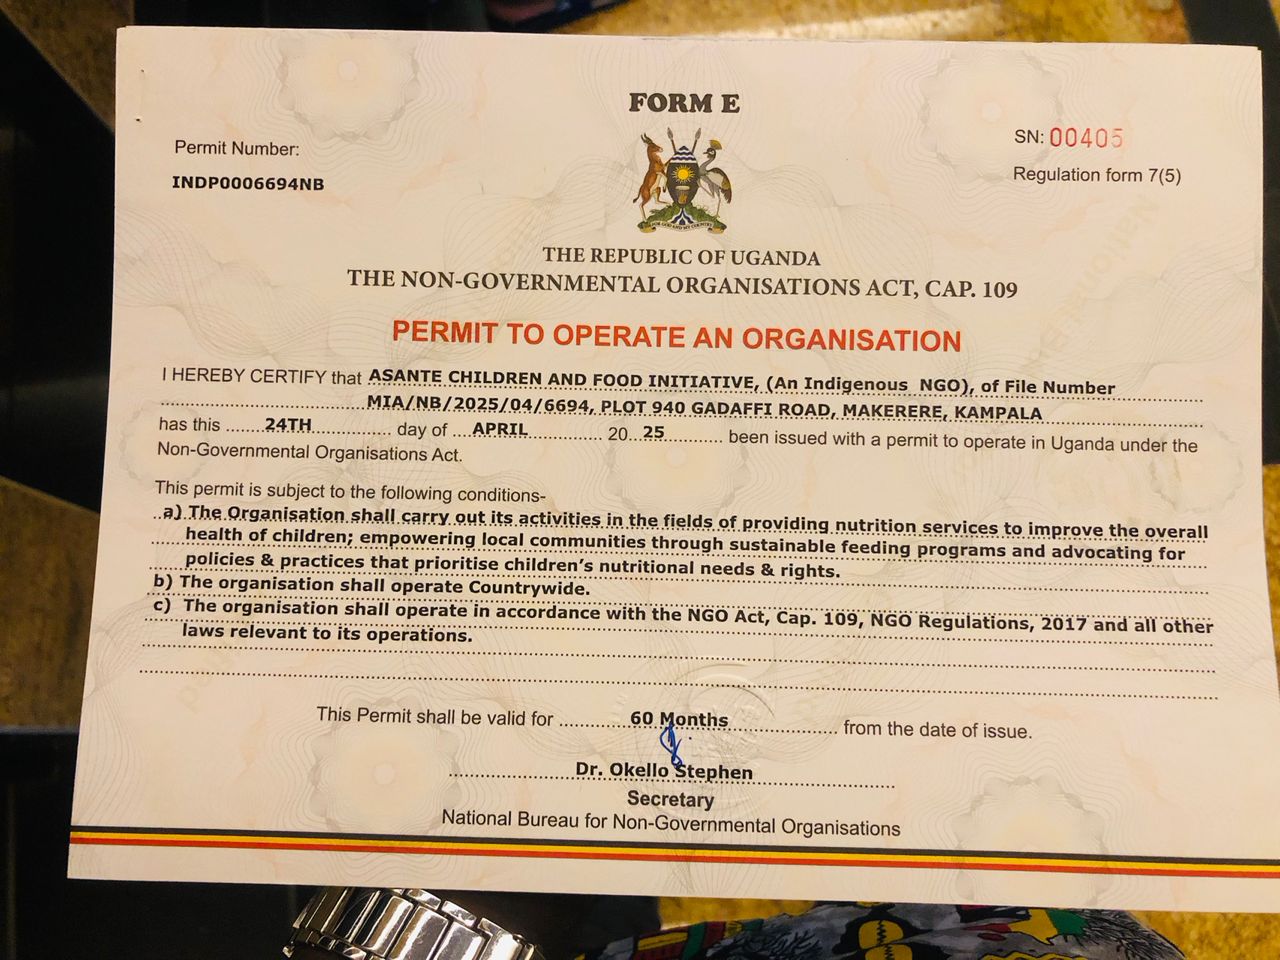 FORM E
Permit Number:
INDP0006694NB
SN: 00405
Regulation form 7(5)
FOR GOD AND MY COUNTRY
THE REPUBLIC OF UGANDA
THE NON-GOVERNMENTAL ORGANISATIONS ACT, CAP. 109
PERMIT TO OPERATE AN ORGANISATION
I HEREBY CERTIFY that ASANTE CHILDREN AND FOOD INITIATIVE, (An Indigenous NGO), of File Number
MIA/NB/2025/04/6694, PLOT 940 GADAFFI ROAD, MAKERERE, KAMPALA
has this 24TH day of APRIL 20 25 been issued with a permit to operate in Uganda under the
Non-Governmental Organisations Act.
This permit is subject to the following conditions-
a) The Organisation shall carry out its activities in the fields of providing nutrition services to improve the overall
health of children; empowering local communities through sustainable feeding programs and advocating for
policies & practices that prioritise children's nutritional needs & rights.
b) The organisation shall operate Countrywide.
c) The organisation shall operate in accordance with the NGO Act, Cap. 109, NGO Regulations, 2017 and all other
laws relevant to its operations.
This Permit shall be valid for 60 Months from the date of issue.
Dr. Okello Stephen
Secretary
National Bureau for Non-Governmental Organisations